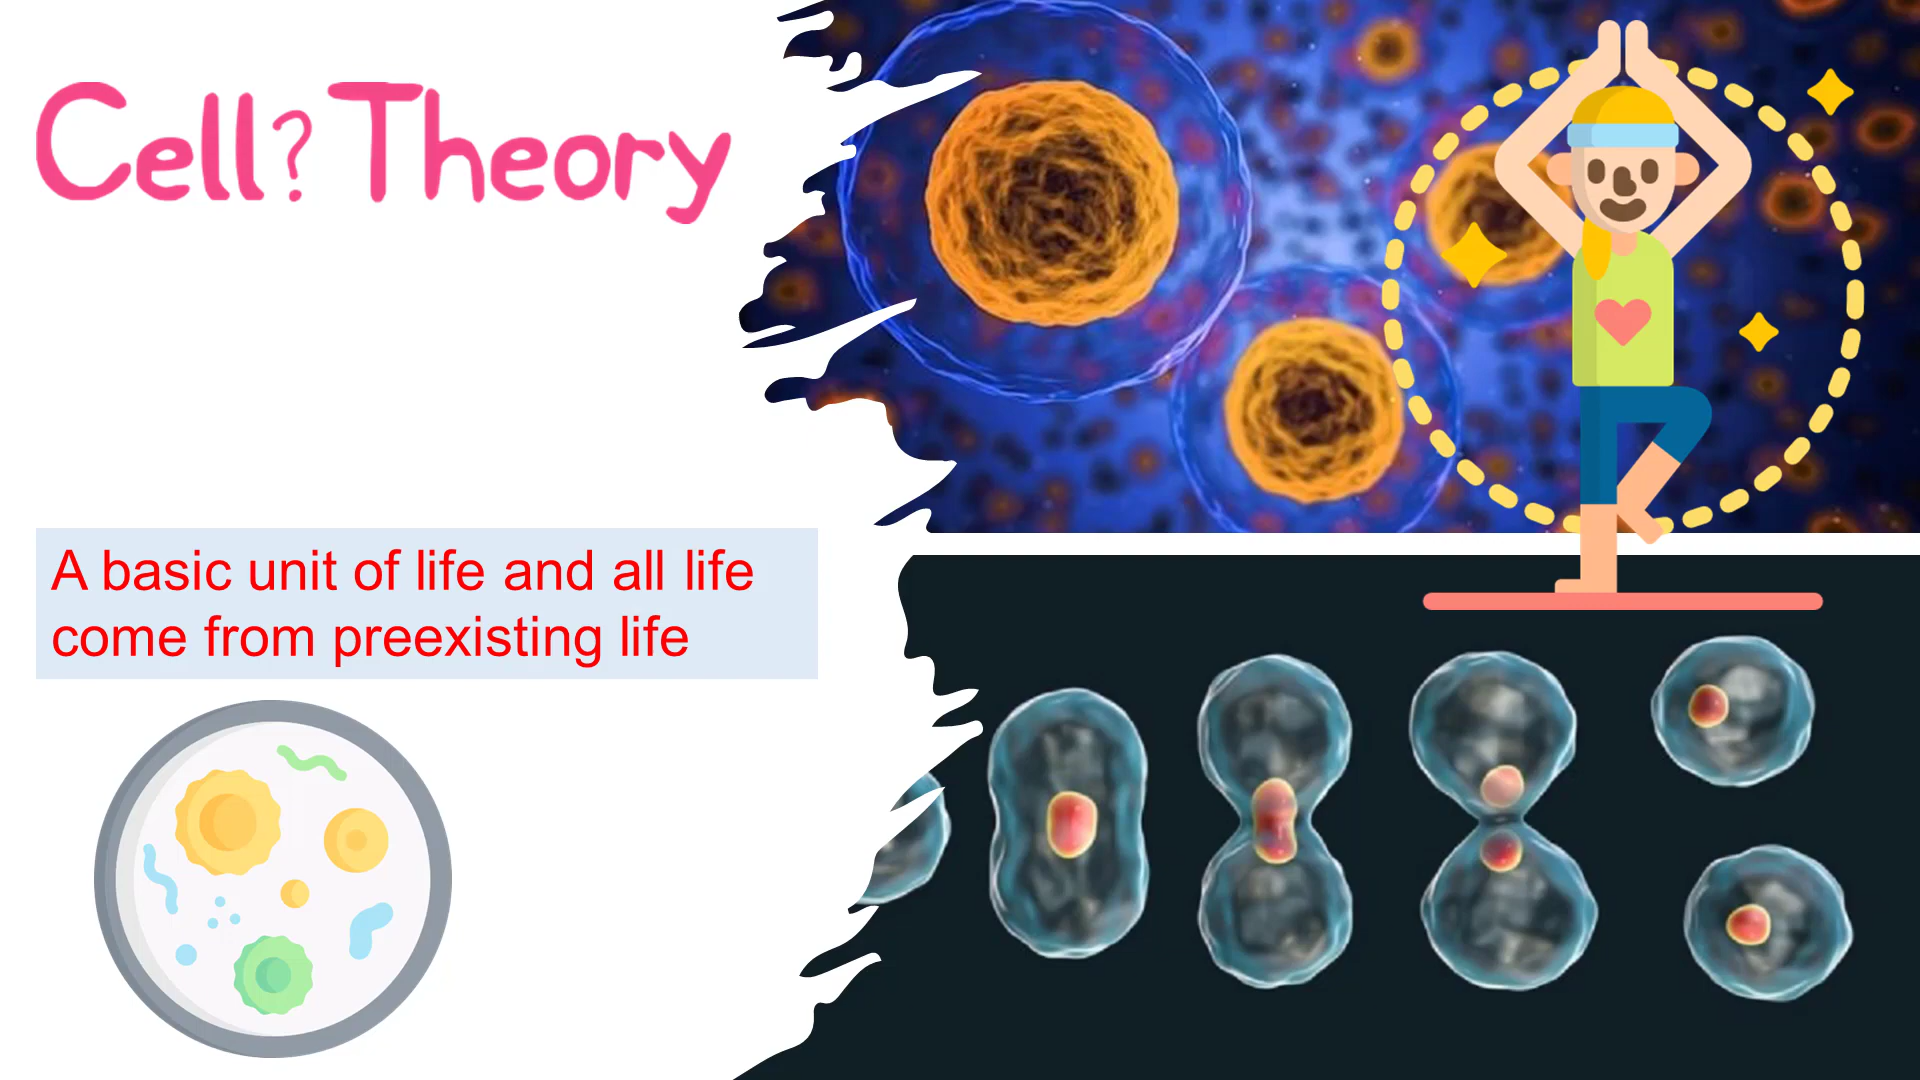 Cell? Theory
A basic unit of life and all life
come from preexisting life